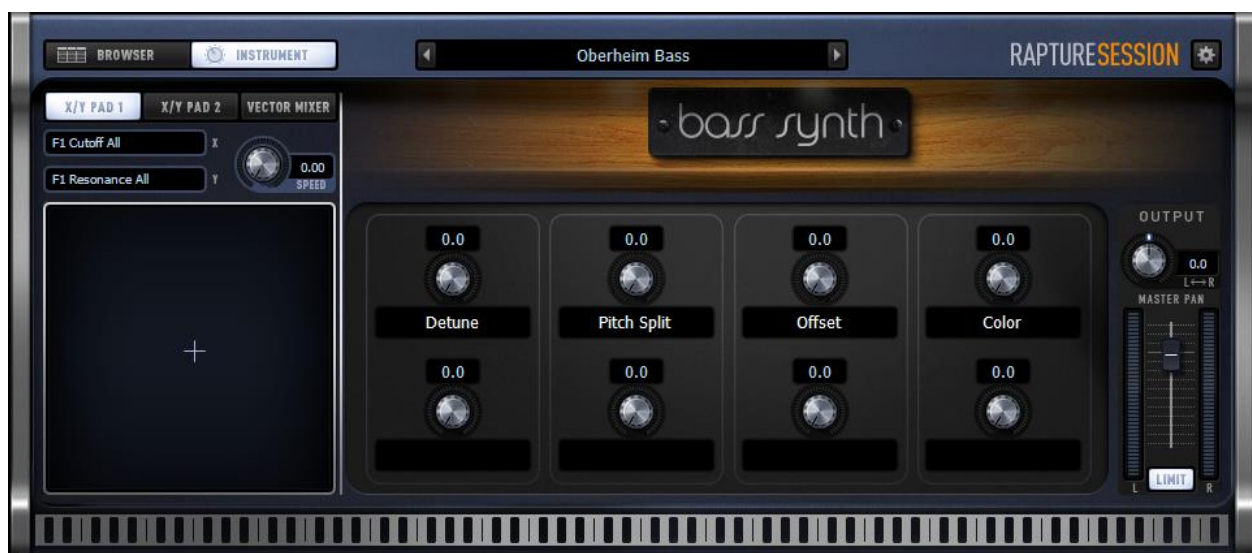 BROWSER INSTRUMENT Oberheim Bass RAPTURESESSION
X/Y PAD 1 X/Y PAD 2 VECTOR MIXER
bass synth
F1 Cutoff All X
0.00
F1 Resonance All Y
SPEED
OUTPUT
0.0 0.0 0.0 0.0
0.0
L↔R
MASTER PAN
Detune Pitch Split Offset Color
0.0 0.0 0.0 0.0
LIMIT
L R